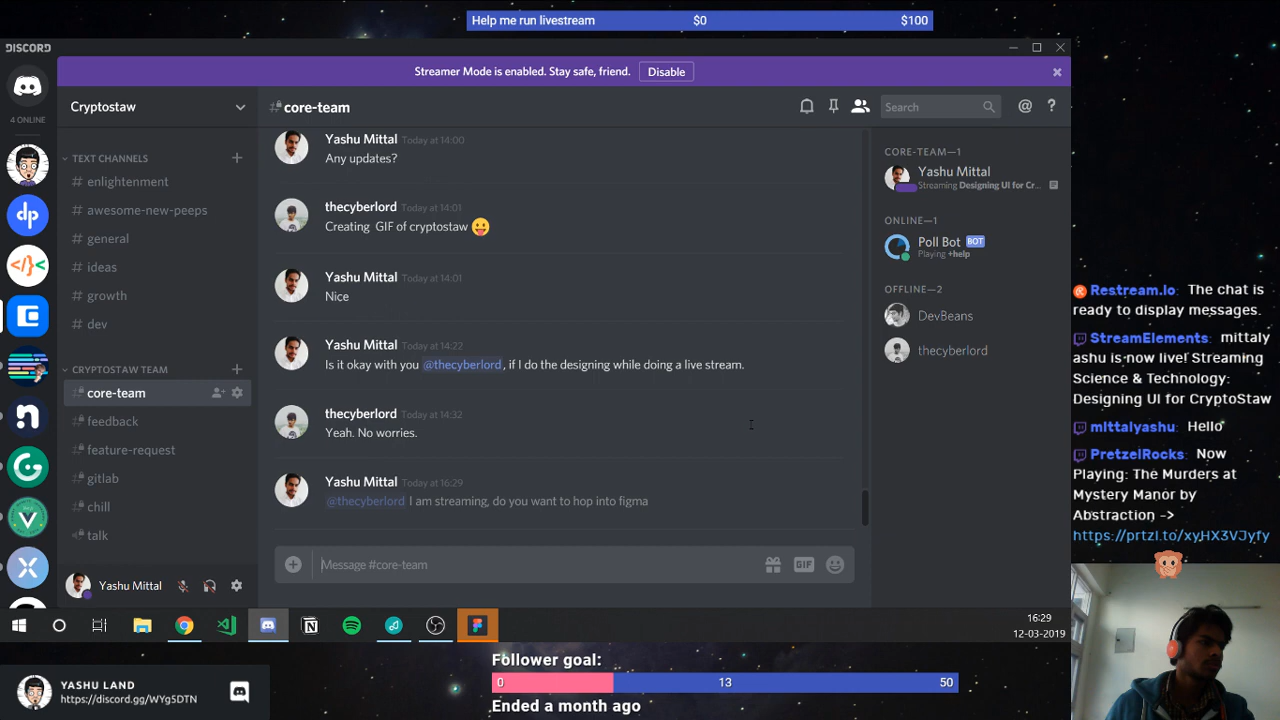 Help me run livestream $0 $100
DISCORD
Streamer Mode is enabled. Stay safe, friend. Disable
4 ONLINE
Cryptostaw
TEXT CHANNELS
# enlightenment
# awesome-new-peeps
# general
# ideas
# growth
# dev
CRYPTOSTAW TEAM
core-team
feedback
feature-request
gitlab
chill
talk
Yashu Mittal
core-team
Search
Yashu Mittal Today at 14:00
Any updates?
thecyberlord Today at 14:01
Creating GIF of cryptostaw 😛
Yashu Mittal Today at 14:01
Nice
Yashu Mittal Today at 14:22
Is it okay with you @thecyberlord, if I do the designing while doing a live stream.
thecyberlord Today at 14:32
Yeah. No worries.
Yashu Mittal Today at 16:29
@thecyberlord I am streaming, do you want to hop into figma
Message #core-team
GIF
CORE-TEAM—1
Yashu Mittal
Streaming Designing UI for Cr...
ONLINE—1
Poll Bot BOT
Playing +help
OFFLINE—2
DevBeans
thecyberlord
Restream.io: The chat is
ready to display messages.
StreamElements: mittaly
ashu is now live! Streaming
Science & Technology:
Designing UI for CryptoStaw
mittalyashu: Hello
PretzelRocks: Now
Playing: The Murders at
Mystery Manor by
Abstraction ->
https://prtzl.to/xyHX3VJyfy
16:29
12-03-2019
YASHU LAND
https://discord.gg/WYg5DTN
Follower goal:
0 13 50
Ended a month ago